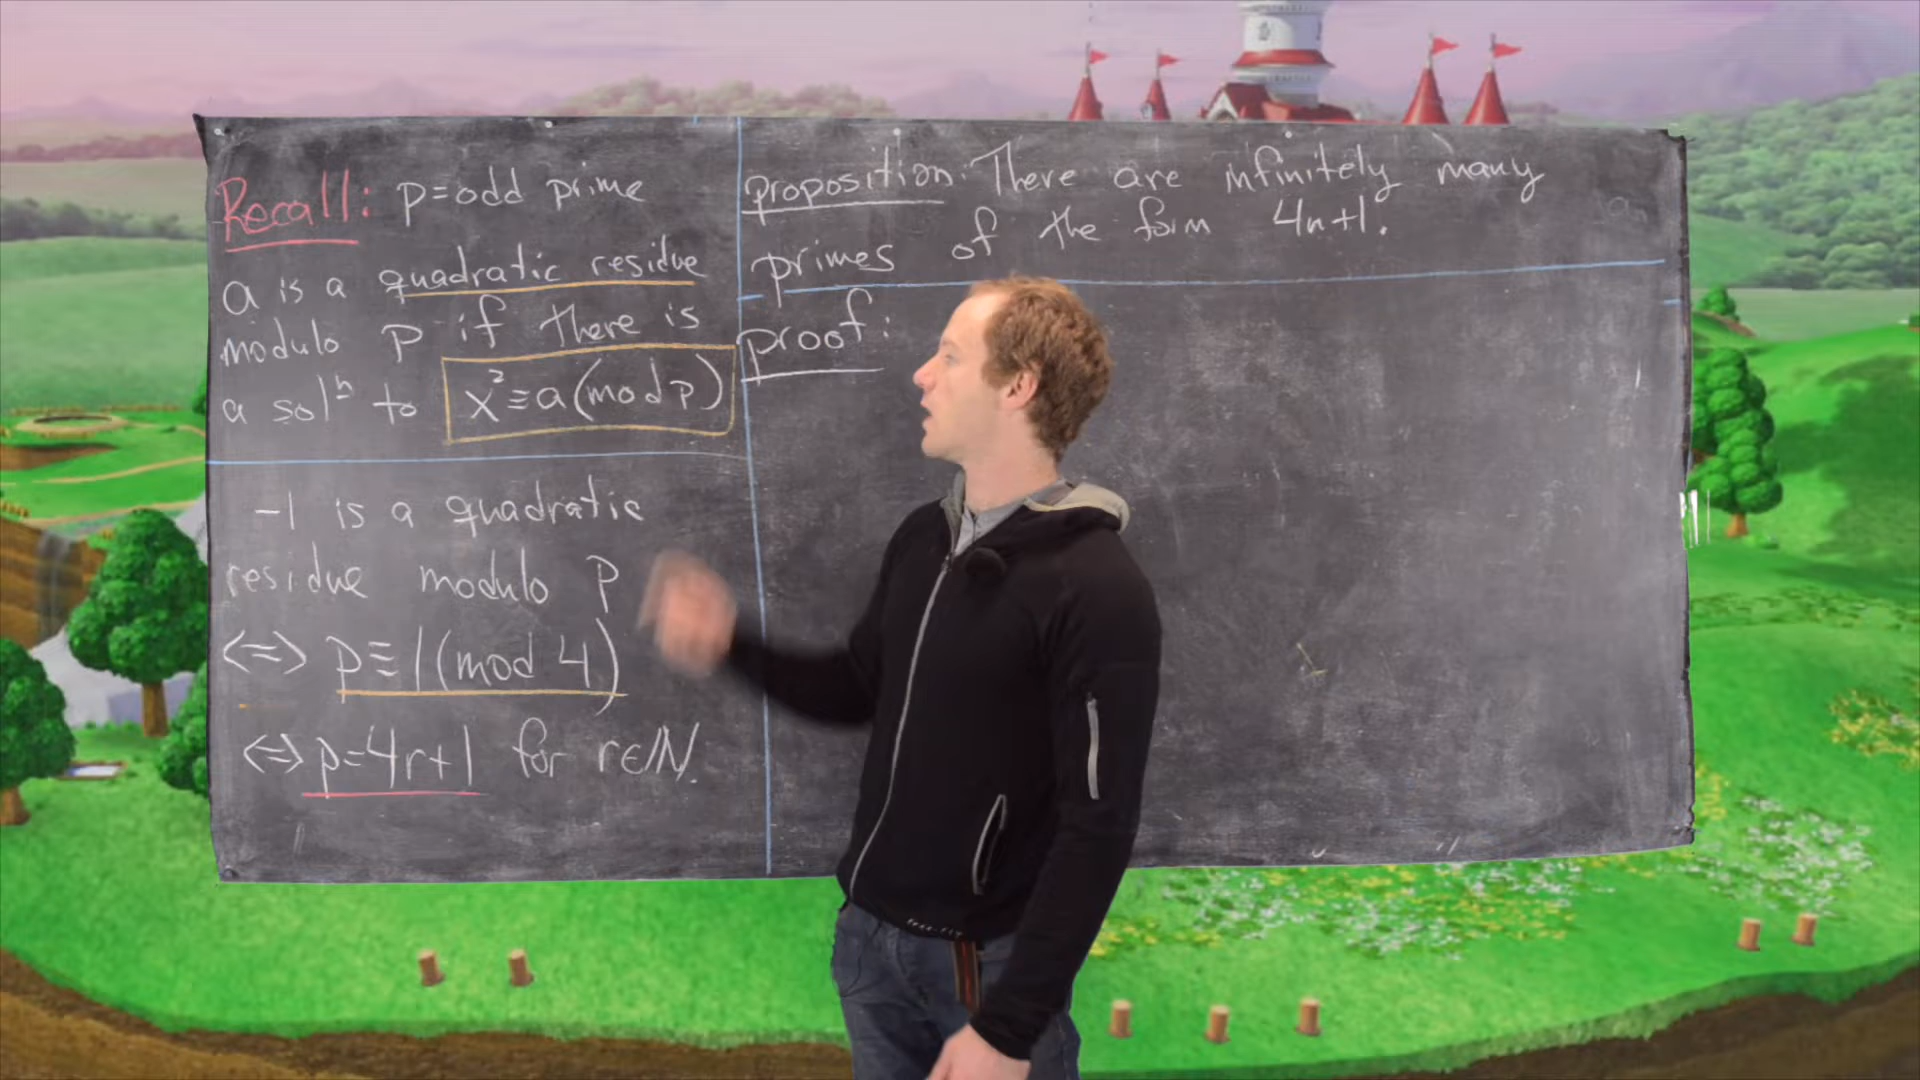 Recall: p=odd prime
a is a quadratic residue
modulo p if there is
a solⁿ to x²≡a(mod p)
-1 is a quadratic
residue modulo p
<=> p≡1(mod 4)
<=> p=4r+1 for r∈ℕ.
proposition: There are infinitely many
primes of the form 4n+1.
proof: